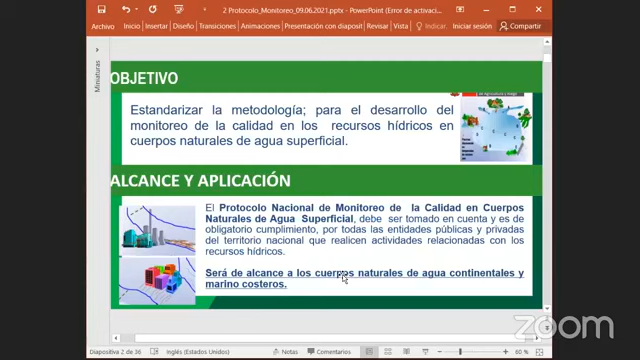 2 Protocolo_Monitoreo_09.06.2021.pptx - PowerPoint (Error de activaci...
Inicio Insertar Diseño Transiciones Animaciones Presentación con diaposit Revisar Vista Indicar... Iniciar sesión Compartir
Miniaturas
OBJETIVO
Estandarizar la metodología; para el desarrollo del
monitoreo de la calidad en los recursos hídricos en
cuerpos naturales de agua superficial.
ALCANCE Y APLICACIÓN
El Protocolo Nacional de Monitoreo de la Calidad en Cuerpos
Naturales de Agua Superficial, debe ser tomado en cuenta y es de
obligatorio cumplimiento, por todas las entidades públicas y privadas
del territorio nacional que realicen actividades relacionadas con los
recursos hídricos.
Será de alcance a los cuerpos naturales de agua continentales y
marino costeros.
zoom
Diapositiva 2 de 36 Inglés (Estados Unidos) Notas Comentarios 80 %